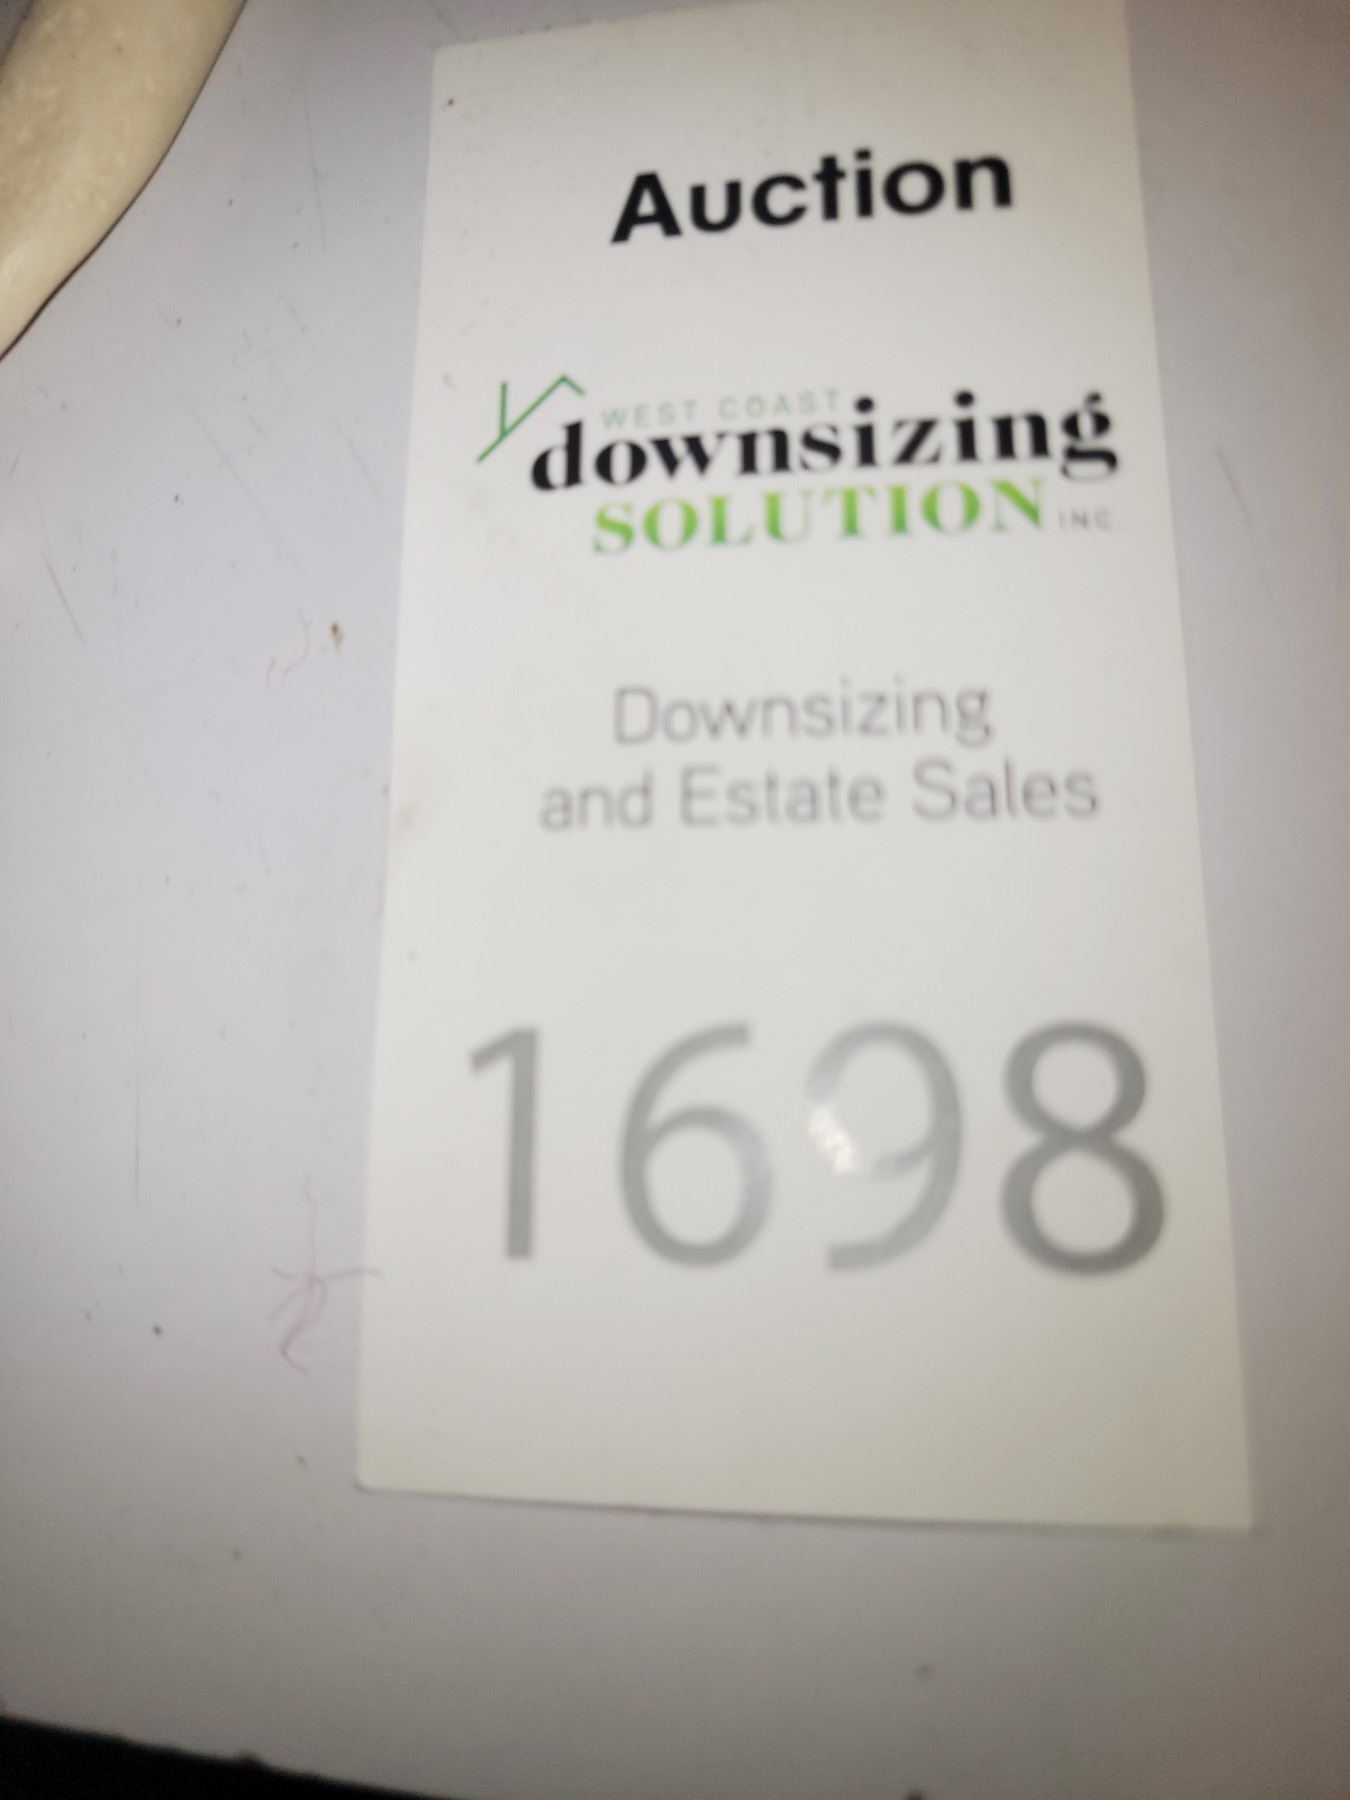 Auction
WEST COAST
downsizing
SOLUTION INC.
Downsizing
and Estate Sales
1698